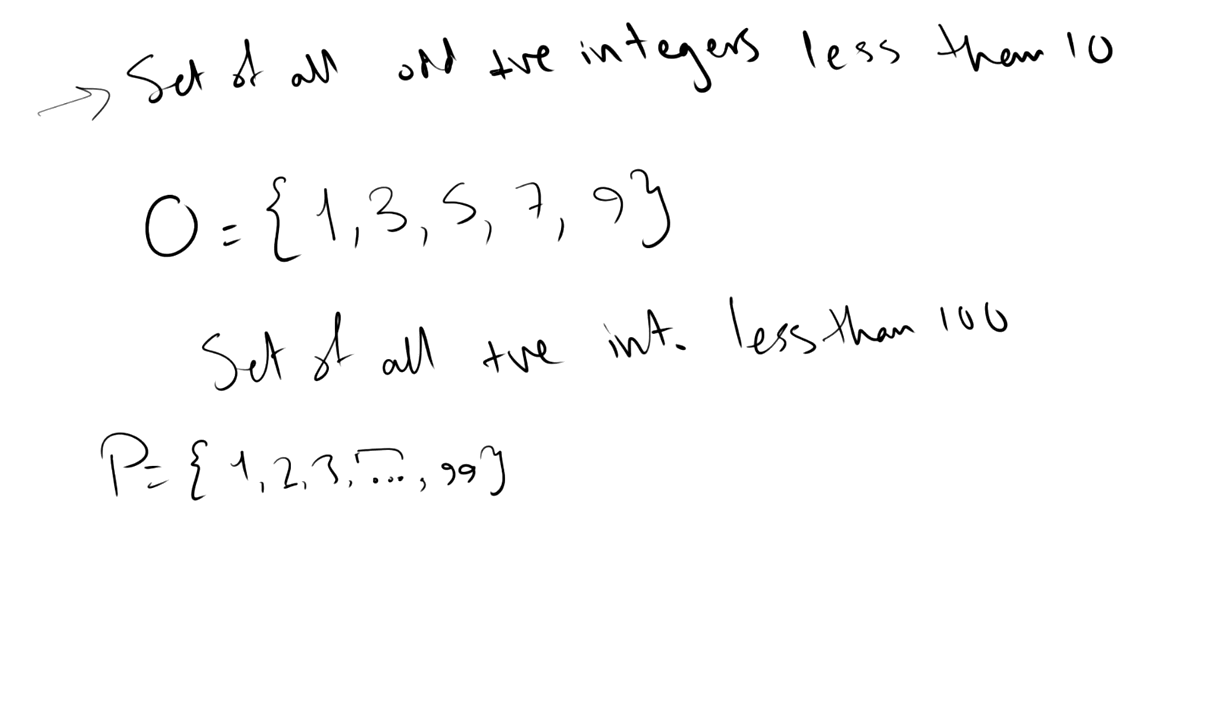 → Set of all odd +ve integers less than 10
O = { 1, 3, 5, 7, 9 }
Set of all +ve int. less than 100
P = { 1, 2, 3, ..., 99 }